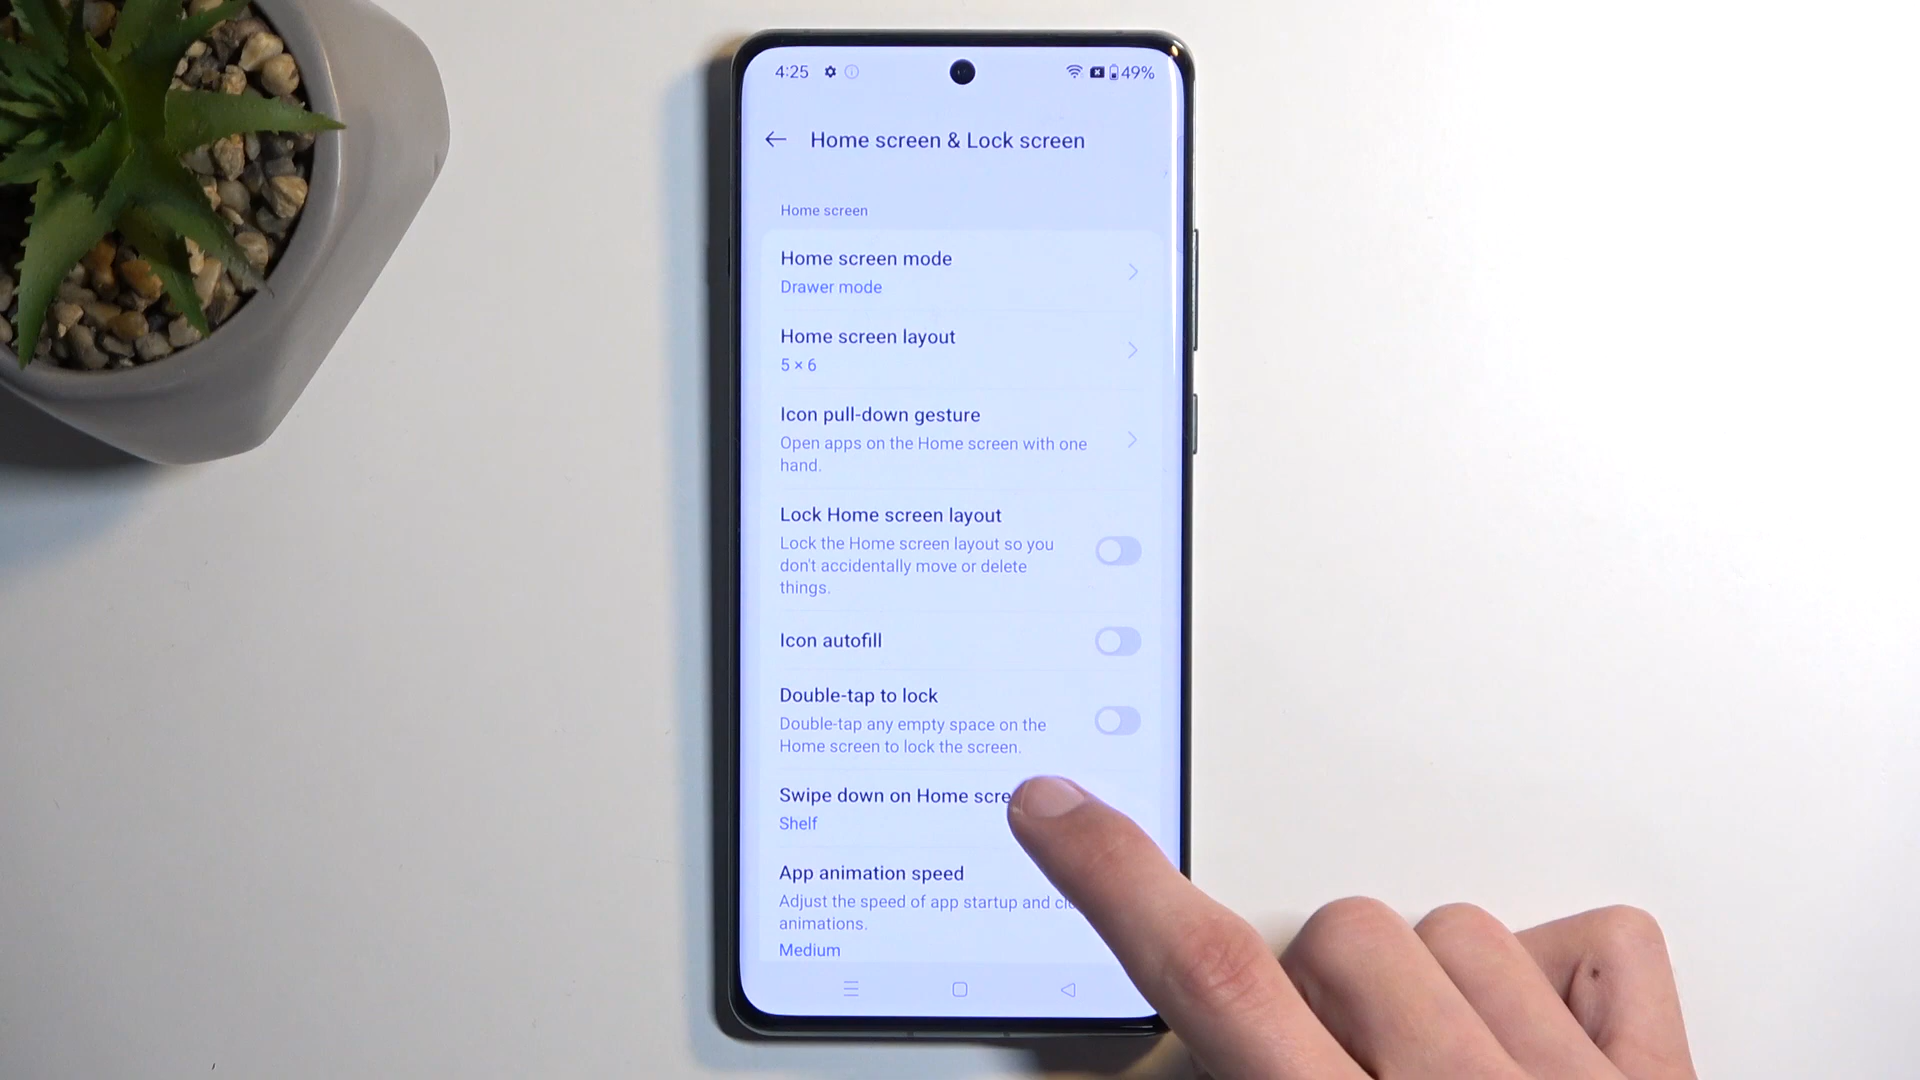 4:25 49%
Home screen & Lock screen
Home screen
Home screen mode
Drawer mode
Home screen layout
5 × 6
Icon pull-down gesture
Open apps on the Home screen with one
hand.
Lock Home screen layout
Lock the Home screen layout so you
don't accidentally move or delete
things.
Icon autofill
Double-tap to lock
Double-tap any empty space on the
Home screen to lock the screen.
Swipe down on Home
Shelf
App animation speed
Adjust the speed of app startup and
animations.
Medium